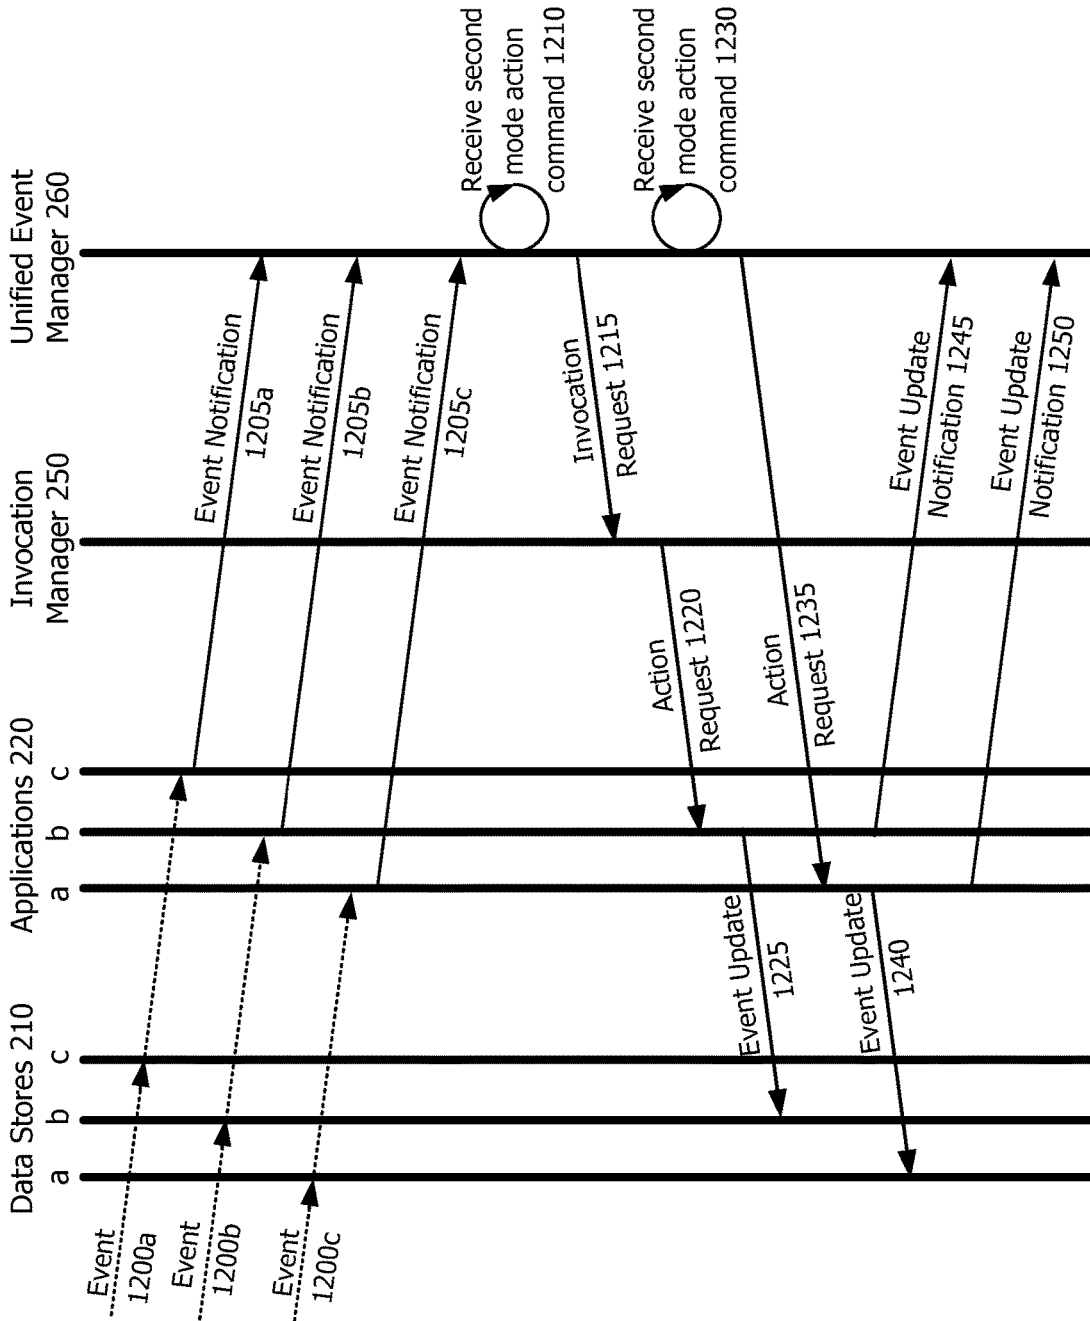 Data Stores 210
a
b
c
Applications 220
a
b
c
Invocation
Manager 250
Unified Event
Manager 260
Event
1200a
Event
1200b
Event
1200c
Event Notification
1205a
Event Notification
1205b
Event Notification
1205c
Receive second
mode action
command 1210
Invocation
Request 1215
Action
Request 1220
Event Update
1225
Receive second
mode action
command 1230
Action
Request 1235
Event Update
1240
Event Update
Notification 1245
Event Update
Notification 1250